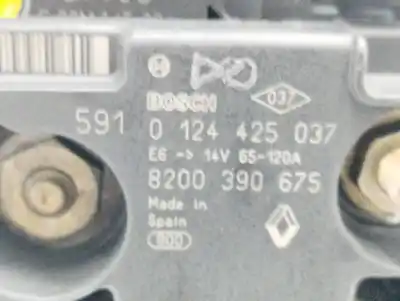 BOSCH 037
591 0 124 425 037
E6 -> 14V 65-120A
8200 390 675
Made in
Spain